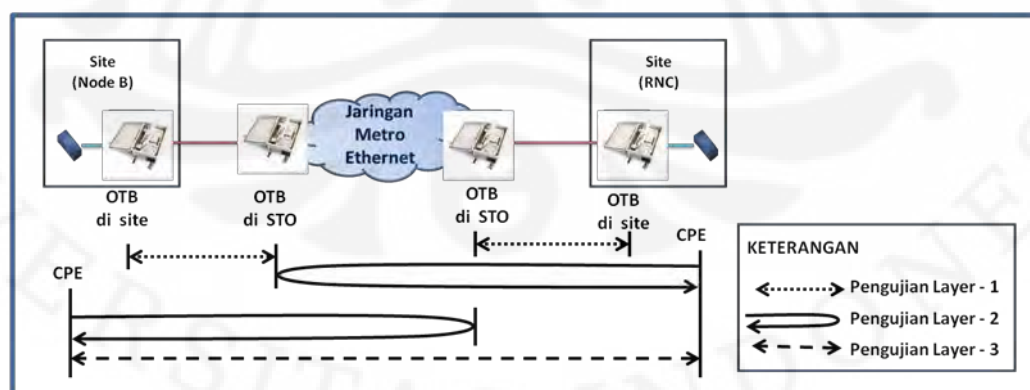 Site
(Node B)
Site
(RNC)
Jaringan
Metro
Ethernet
OTB
di site
OTB
di STO
OTB
di STO
OTB
di site
CPE
CPE
KETERANGAN
Pengujian Layer - 1
Pengujian Layer - 2
Pengujian Layer - 3